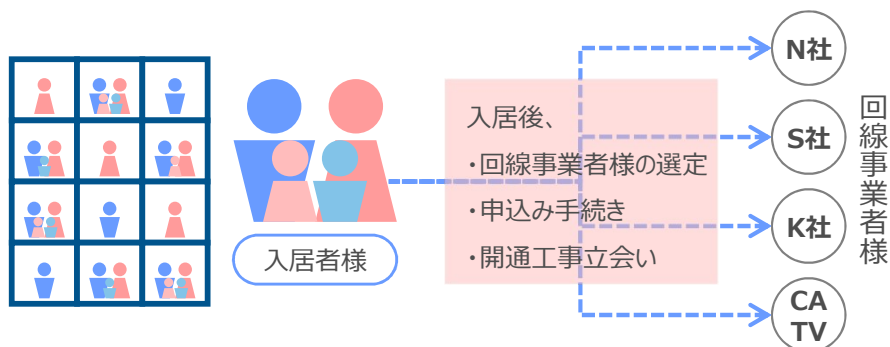 入居者様
入居後、
・回線事業者様の選定
・申込み手続き
・開通工事立会い
N社
S社
K社
CA
TV
回線事業者様